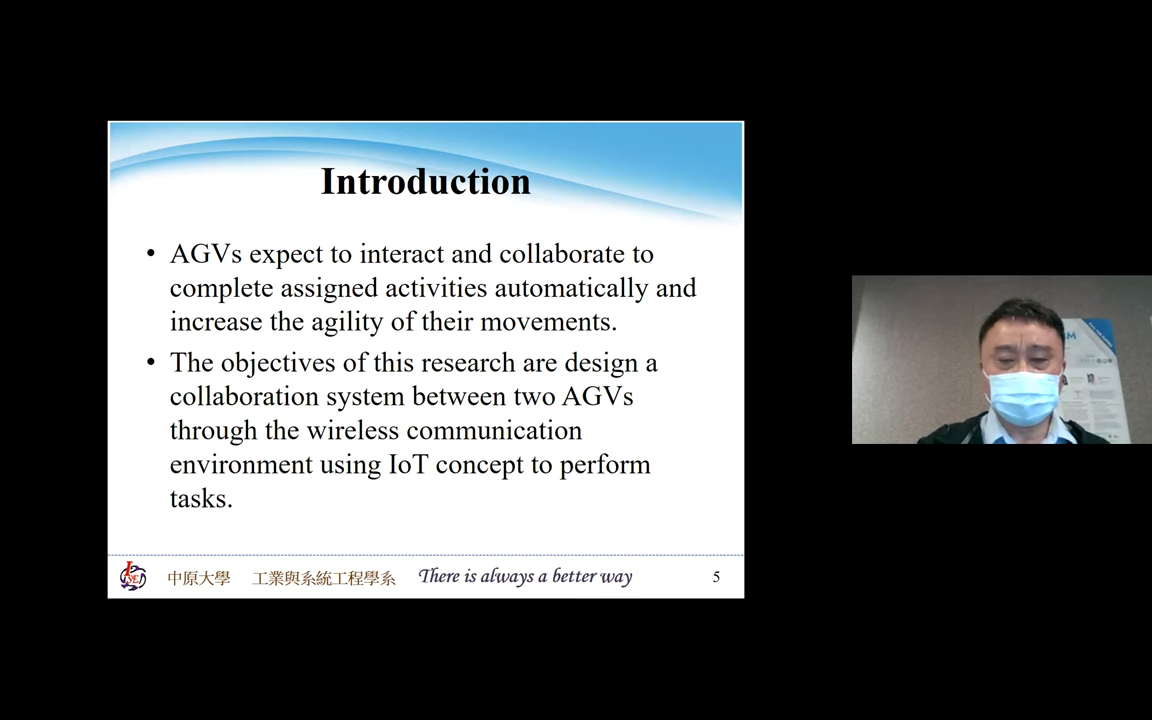 Introduction
• AGVs expect to interact and collaborate to
complete assigned activities automatically and
increase the agility of their movements.
• The objectives of this research are design a
collaboration system between two AGVs
through the wireless communication
environment using IoT concept to perform
tasks.
中原大學 工業與系統工程學系 There is always a better way 5